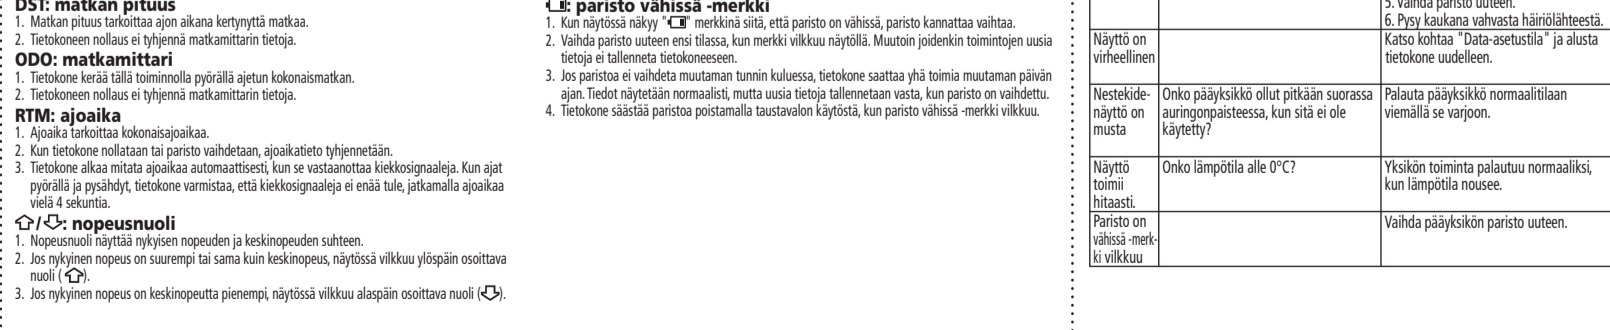 DST: matkan pituus
1. Matkan pituus tarkoittaa ajon aikana kertynyttä matkaa.
2. Tietokoneen nollaus ei tyhjennä matkamittarin tietoja.
ODO: matkamittari
1. Tietokone kerää tällä toiminnolla pyörällä ajetun kokonaismatkan.
2. Tietokoneen nollaus ei tyhjennä matkamittarin tietoja.
RTM: ajoaika
1. Ajoaika tarkoittaa kokonaisajoaikaa.
2. Kun tietokone nollataan tai paristo vaihdetaan, ajoaikatieto tyhjennetään.
3. Tietokone alkaa mitata ajoaikaa automaattisesti, kun se vastaanottaa kiekkosignaaleja. Kun ajat
pyörällä ja pysähdyt, tietokone varmistaa, että kiekkosignaaleja ei enää tule, jatkamalla ajoaikaa
vielä 4 sekuntia.
⇧/⇩: nopeusnuoli
1. Nopeusnuoli näyttää nykyisen nopeuden ja keskinopeuden suhteen.
2. Jos nykyinen nopeus on suurempi tai sama kuin keskinopeus, näytössä vilkkuu ylöspäin osoittava
nuoli (⇧).
3. Jos nykyinen nopeus on keskinopeutta pienempi, näytössä vilkkuu alaspäin osoittava nuoli (⇩).
: paristo vähissä -merkki
1. Kun näytössä näkyy "" merkkinä siitä, että paristo on vähissä, paristo kannattaa vaihtaa.
2. Vaihda paristo uuteen ensi tilassa, kun merkki vilkkuu näytöllä. Muutoin joidenkin toimintojen uusia
tietoja ei tallenneta tietokoneeseen.
3. Jos paristoa ei vaihdeta muutaman tunnin kuluessa, tietokone saattaa yhä toimia muutaman päivän
ajan. Tiedot näytetään normaalisti, mutta uusia tietoja tallennetaan vasta, kun paristo on vaihdettu.
4. Tietokone säästää paristoa poistamalla taustavalon käytöstä, kun paristo vähissä -merkki vilkkuu.
5. Vaihda paristo uuteen.
6. Pysy kaukana vahvasta häiriölähteestä.
Näyttö on
virheellinen
Katso kohtaa "Data-asetustila" ja alusta
tietokone uudelleen.
Nestekide-
näyttö on
musta
Onko pääyksikkö ollut pitkään suorassa
auringonpaisteessa, kun sitä ei ole
käytetty?
Palauta pääyksikkö normaalitilaan
viemällä se varjoon.
Näyttö
toimii
hitaasti.
Onko lämpötila alle 0°C?
Yksikön toiminta palautuu normaaliksi,
kun lämpötila nousee.
Paristo on
vähissä -merk-
ki vilkkuu
Vaihda pääyksikön paristo uuteen.